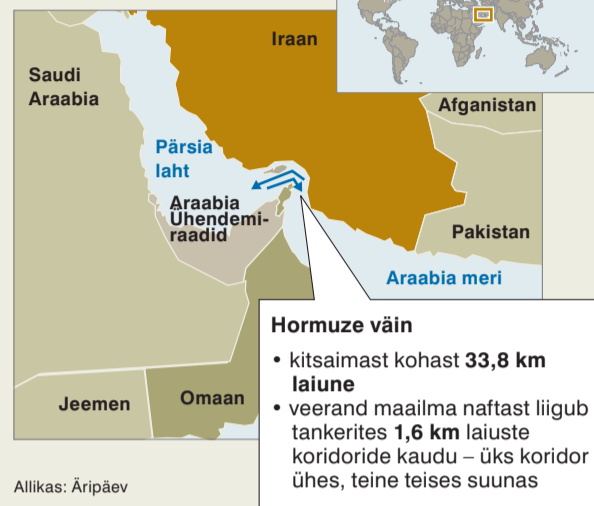 Iraan
Saudi
Araabia
Afganistan
Pärsia
laht
Araabia
Ühendemi-
raadid
Pakistan
Araabia meri
Hormuze väin
• kitsaimast kohast 33,8 km
laiune
• veerand maailma naftast liigub
tankerites 1,6 km laiuste
koridoride kaudu – üks koridor
ühes, teine teises suunas
Jeemen
Omaan
Allikas: Äripäev